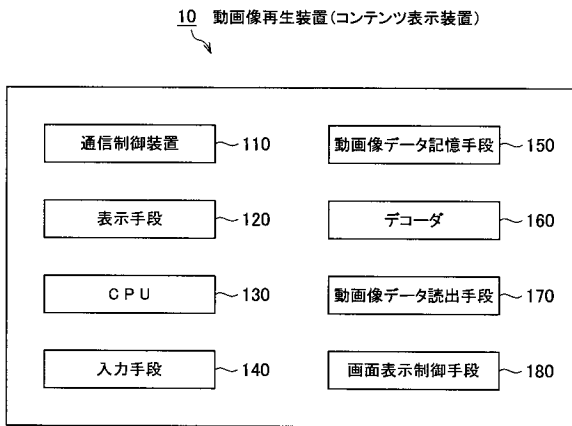 10 動画像再生装置(コンテンツ表示装置)
通信制御装置 110
表示手段 120
CPU 130
入力手段 140
動画像データ記憶手段 150
デコーダ 160
動画像データ読出手段 170
画面表示制御手段 180